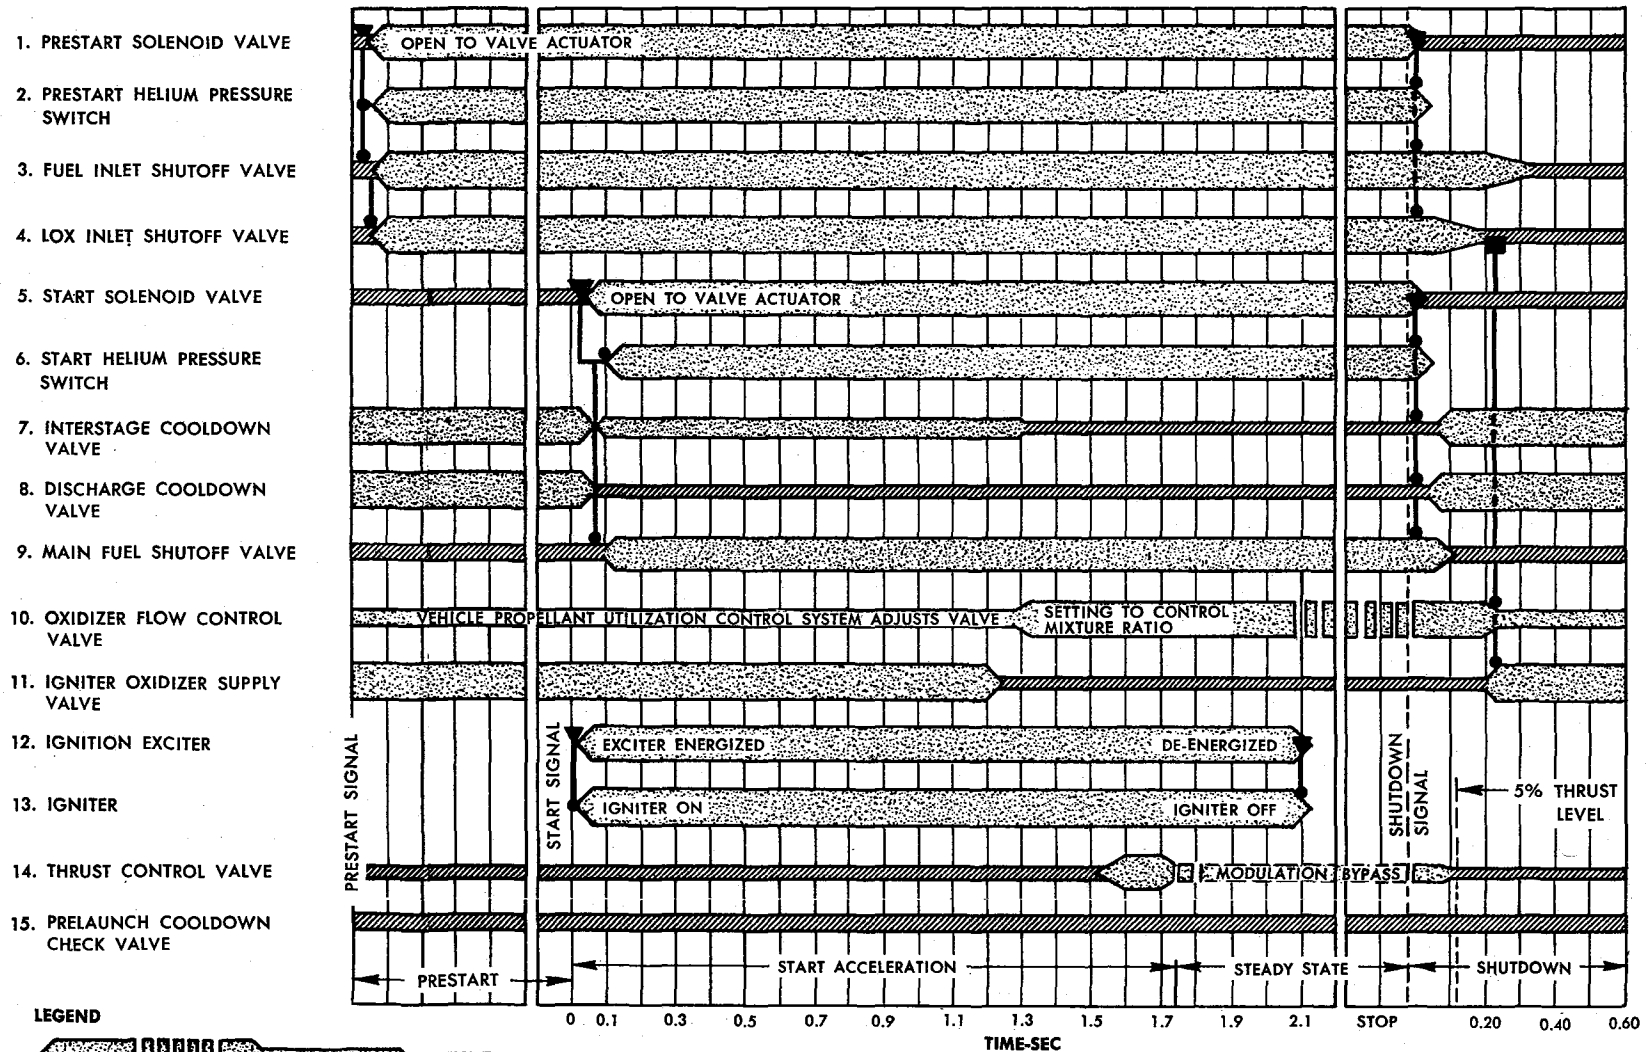 1. PRESTART SOLENOID VALVE
OPEN TO VALVE ACTUATOR
2. PRESTART HELIUM PRESSURE
SWITCH
3. FUEL INLET SHUTOFF VALVE
4. LOX INLET SHUTOFF VALVE
5. START SOLENOID VALVE
OPEN TO VALVE ACTUATOR
6. START HELIUM PRESSURE
SWITCH
7. INTERSTAGE COOLDOWN
VALVE
8. DISCHARGE COOLDOWN
VALVE
9. MAIN FUEL SHUTOFF VALVE
10. OXIDIZER FLOW CONTROL
VALVE
VEHICLE PROPELLANT UTILIZATION CONTROL SYSTEM ADJUSTS VALVE
SETTING TO CONTROL
MIXTURE RATIO
11. IGNITER OXIDIZER SUPPLY
VALVE
12. IGNITION EXCITER
EXCITER ENERGIZED
DE-ENERGIZED
13. IGNITER
IGNITER ON
IGNITER OFF
PRESTART SIGNAL
START SIGNAL
SHUTDOWN
SIGNAL
5% THRUST
LEVEL
14. THRUST CONTROL VALVE
MODULATION BYPASS
15. PRELAUNCH COOLDOWN
CHECK VALVE
PRESTART
START ACCELERATION
STEADY STATE
SHUTDOWN
LEGEND
0 0.1 0.3 0.5 0.7 0.9 1.1 1.3 1.5 1.7 1.9 2.1 STOP 0.20 0.40 0.60
TIME-SEC